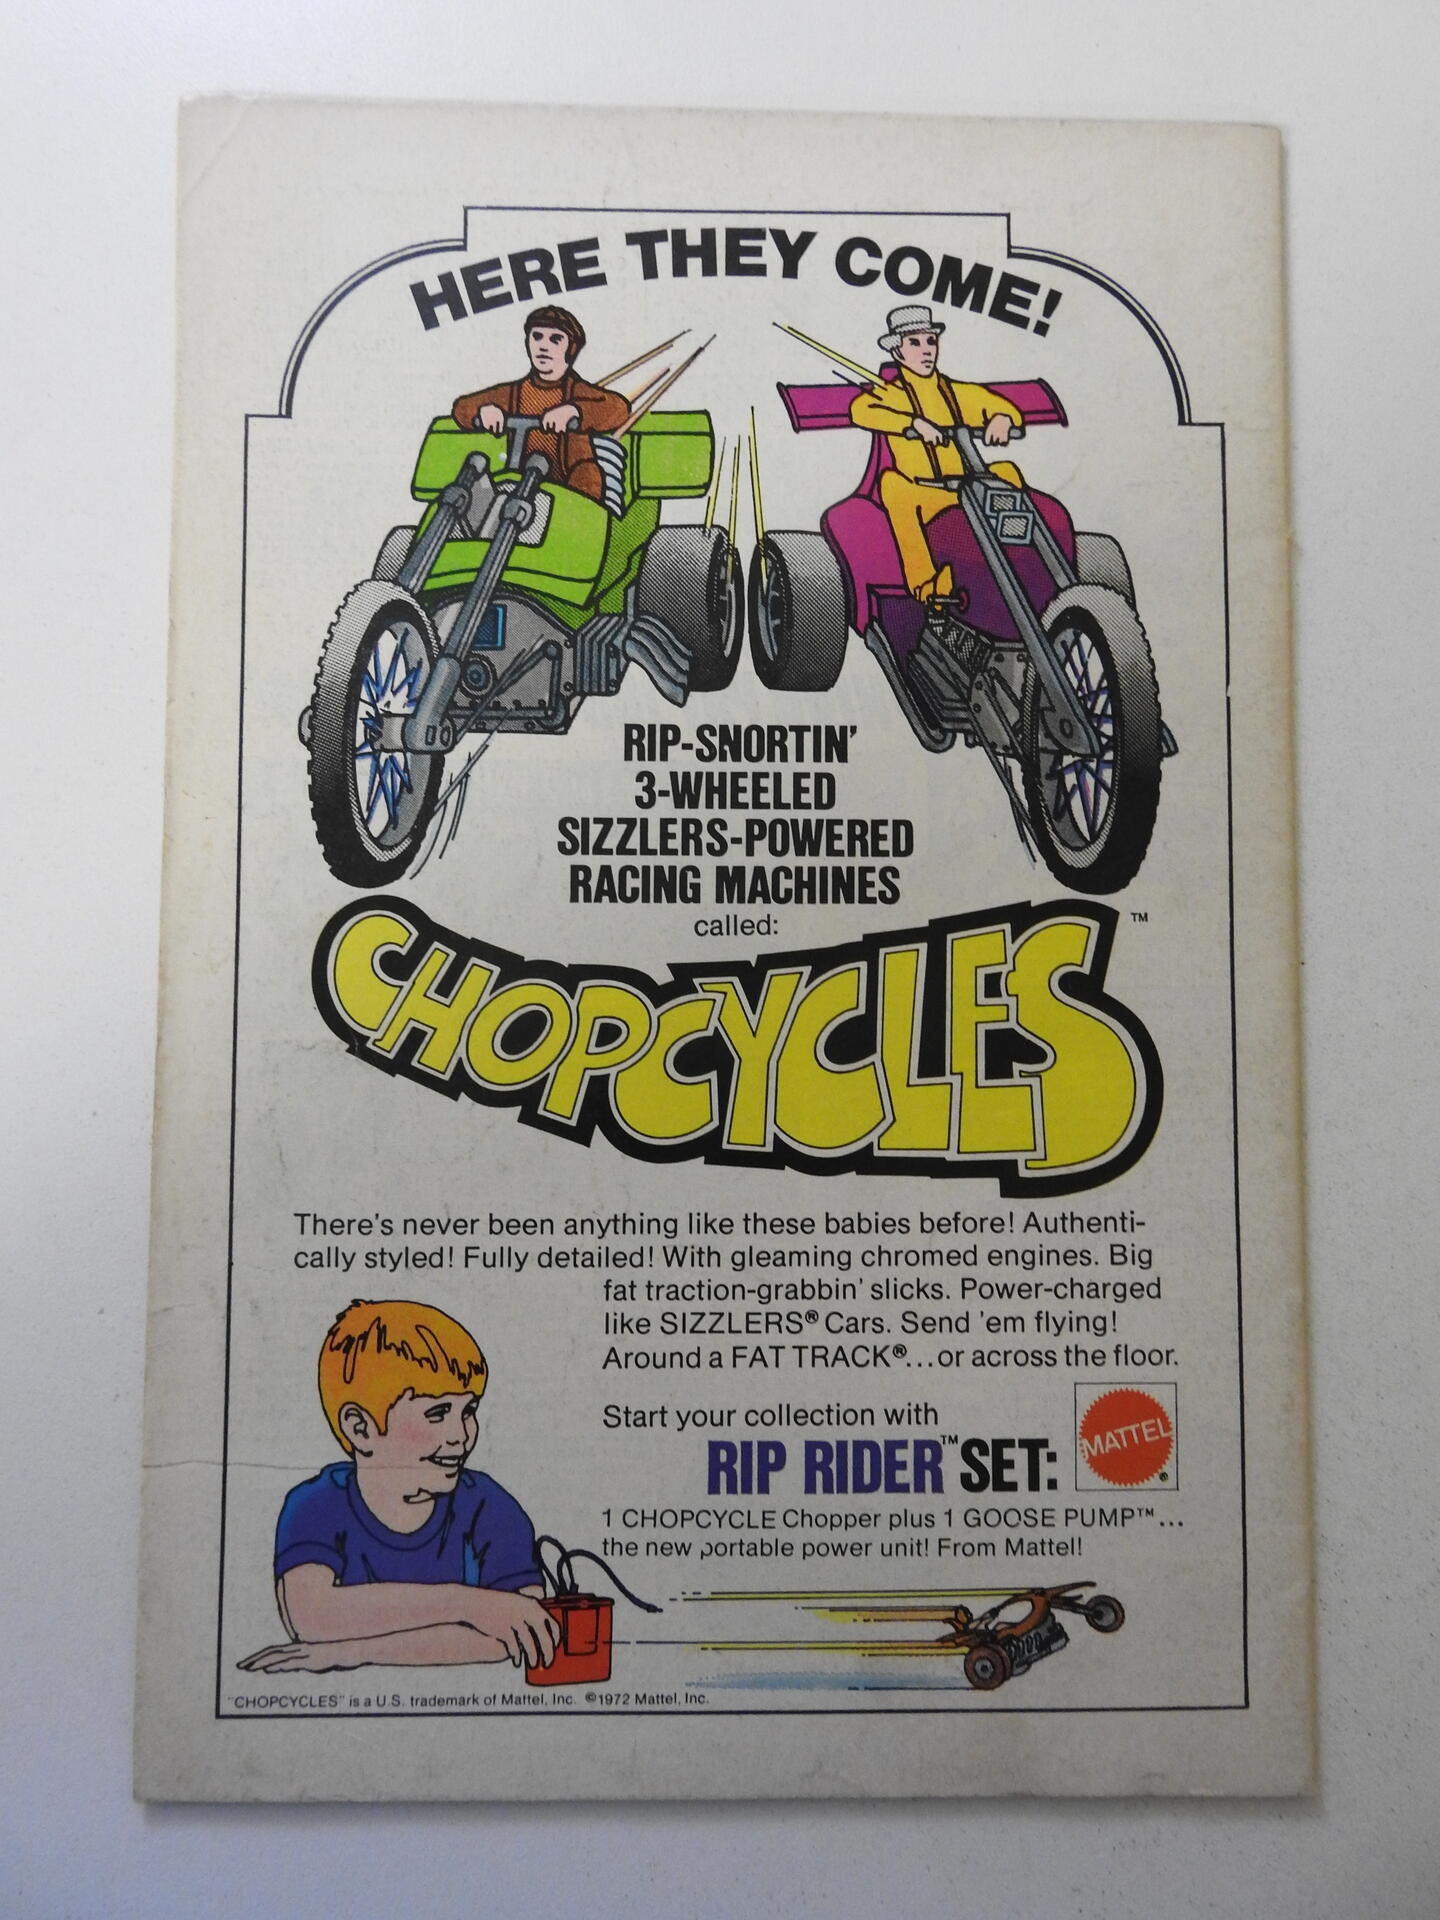 HERE THEY COME!
RIP-SNORTIN'
3-WHEELED
SIZZLERS-POWERED
RACING MACHINES
called:
CHOPCYCLES™
There's never been anything like these babies before! Authenti-
cally styled! Fully detailed! With gleaming chromed engines. Big
fat traction-grabbin' slicks. Power-charged
like SIZZLERS® Cars. Send 'em flying!
Around a FAT TRACK®...or across the floor.
Start your collection with
RIP RIDER™ SET:
MATTEL®
1 CHOPCYCLE Chopper plus 1 GOOSE PUMP™...
the new portable power unit! From Mattel!
"CHOPCYCLES" is a U.S. trademark of Mattel, Inc. ©1972 Mattel, Inc.